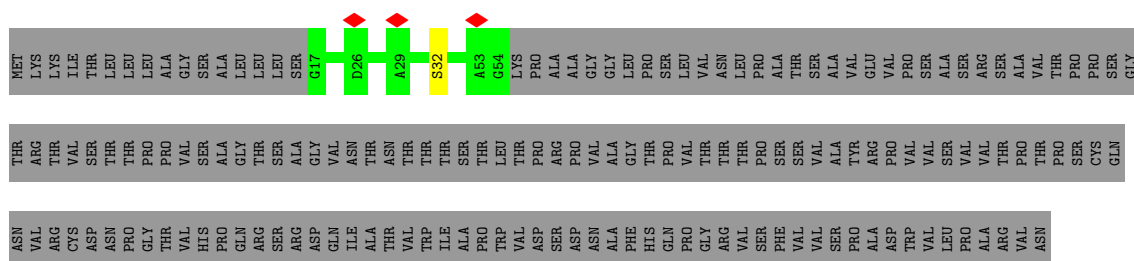 MET LYS LYS ILE THR LEU LEU LEU ALA GLY SER ALA LEU LEU LEU SER G17 D26 A29 S32 A53 G54 LYS PRO ALA ALA GLY GLY LEU PRO SER LEU VAL ASN LEU PRO ALA THR SER ALA VAL GLU VAL PRO SER ALA SER ARG SER ALA VAL THR PRO PRO SER GLY
THR ARG THR VAL SER THR THR PRO PRO VAL SER ALA GLY THR SER ALA GLY VAL ASN THR ASN THR THR THR SER THR LEU THR PRO ARG PRO VAL ALA GLY THR PRO VAL THR THR THR PRO SER SER VAL ALA TYR ARG PRO VAL VAL SER VAL VAL THR PRO THR PRO SER CYS GLN
ASN VAL ARG CYS ASP ASN PRO GLY THR VAL HIS PRO GLN ARG SER ARG ASP GLN ILE ALA THR VAL TRP ILE ALA PRO TRP VAL ASP SER ASP ASN ALA PHE HIS GLN PRO GLY ARG VAL SER PHE VAL VAL SER PRO ALA ASP TRP VAL LEU PRO ALA ARG VAL ASN